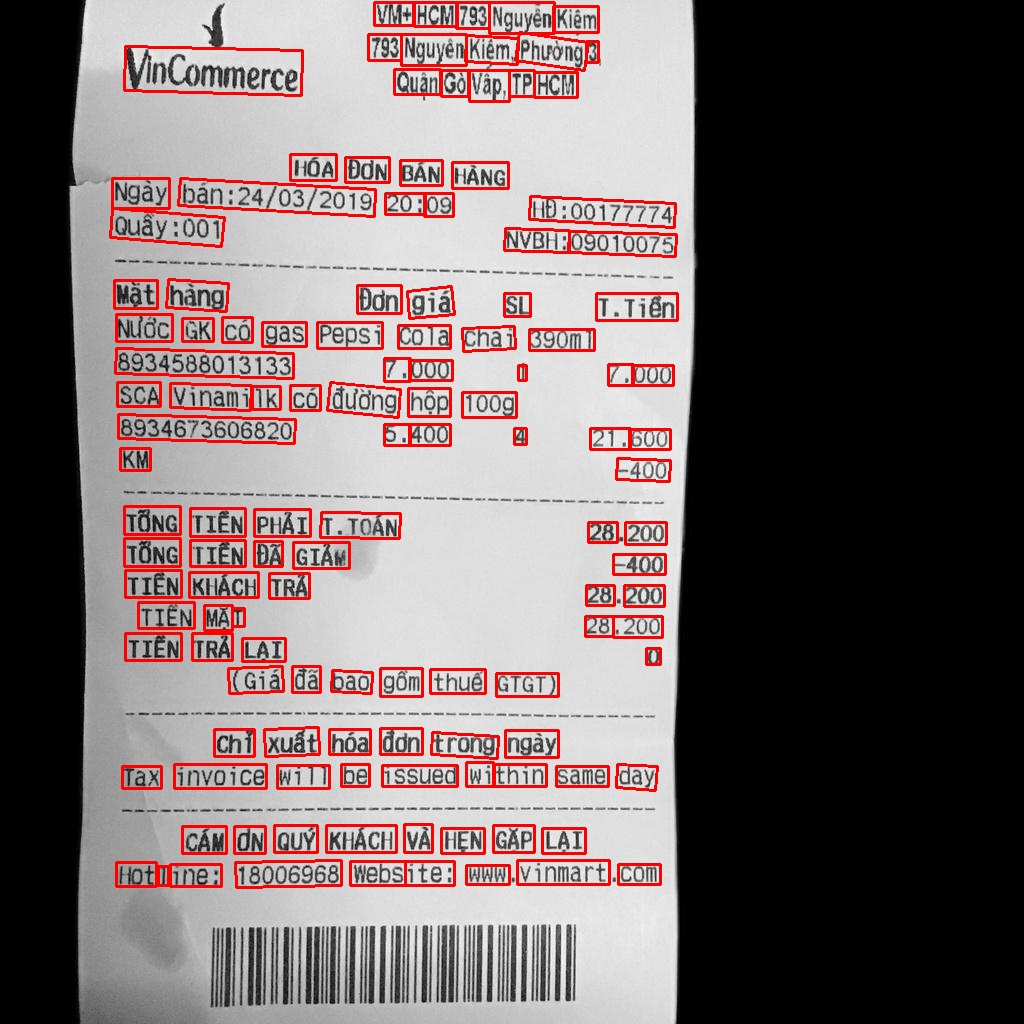 VinCommerce
VM+ HCM 793 Nguyễn Kiệm
793 Nguyễn Kiệm, Phường 3
Quận Gò Vấp, TP HCM
HÓA ĐƠN BÁN HÀNG
Ngày bán:24/03/2019 20:09 HĐ:00177774
Quầy:001 NVBH:09010075
Mặt hàng Đơn giá SL T.Tiền
Nước GK có gas Pepsi Cola chai 390ml
8934588013133 7.000 1 7.000
SCA Vinamilk có đường hộp 100g
8934673606820 5.400 4 21.600
KM -400
TỔNG TIỀN PHẢI T.TOÁN 28.200
TỔNG TIỀN ĐÃ GIẢM -400
TIỀN KHÁCH TRẢ 28.200
TIỀN MẶT 28.200
TIỀN TRẢ LẠI 0
(Giá đã bao gồm thuế GTGT)
Chỉ xuất hóa đơn trong ngày
Tax invoice will be issued within same day
CÁM ƠN QUÝ KHÁCH VÀ HẸN GẶP LẠI
Hotline: 18006968 Website: www.vinmart.com